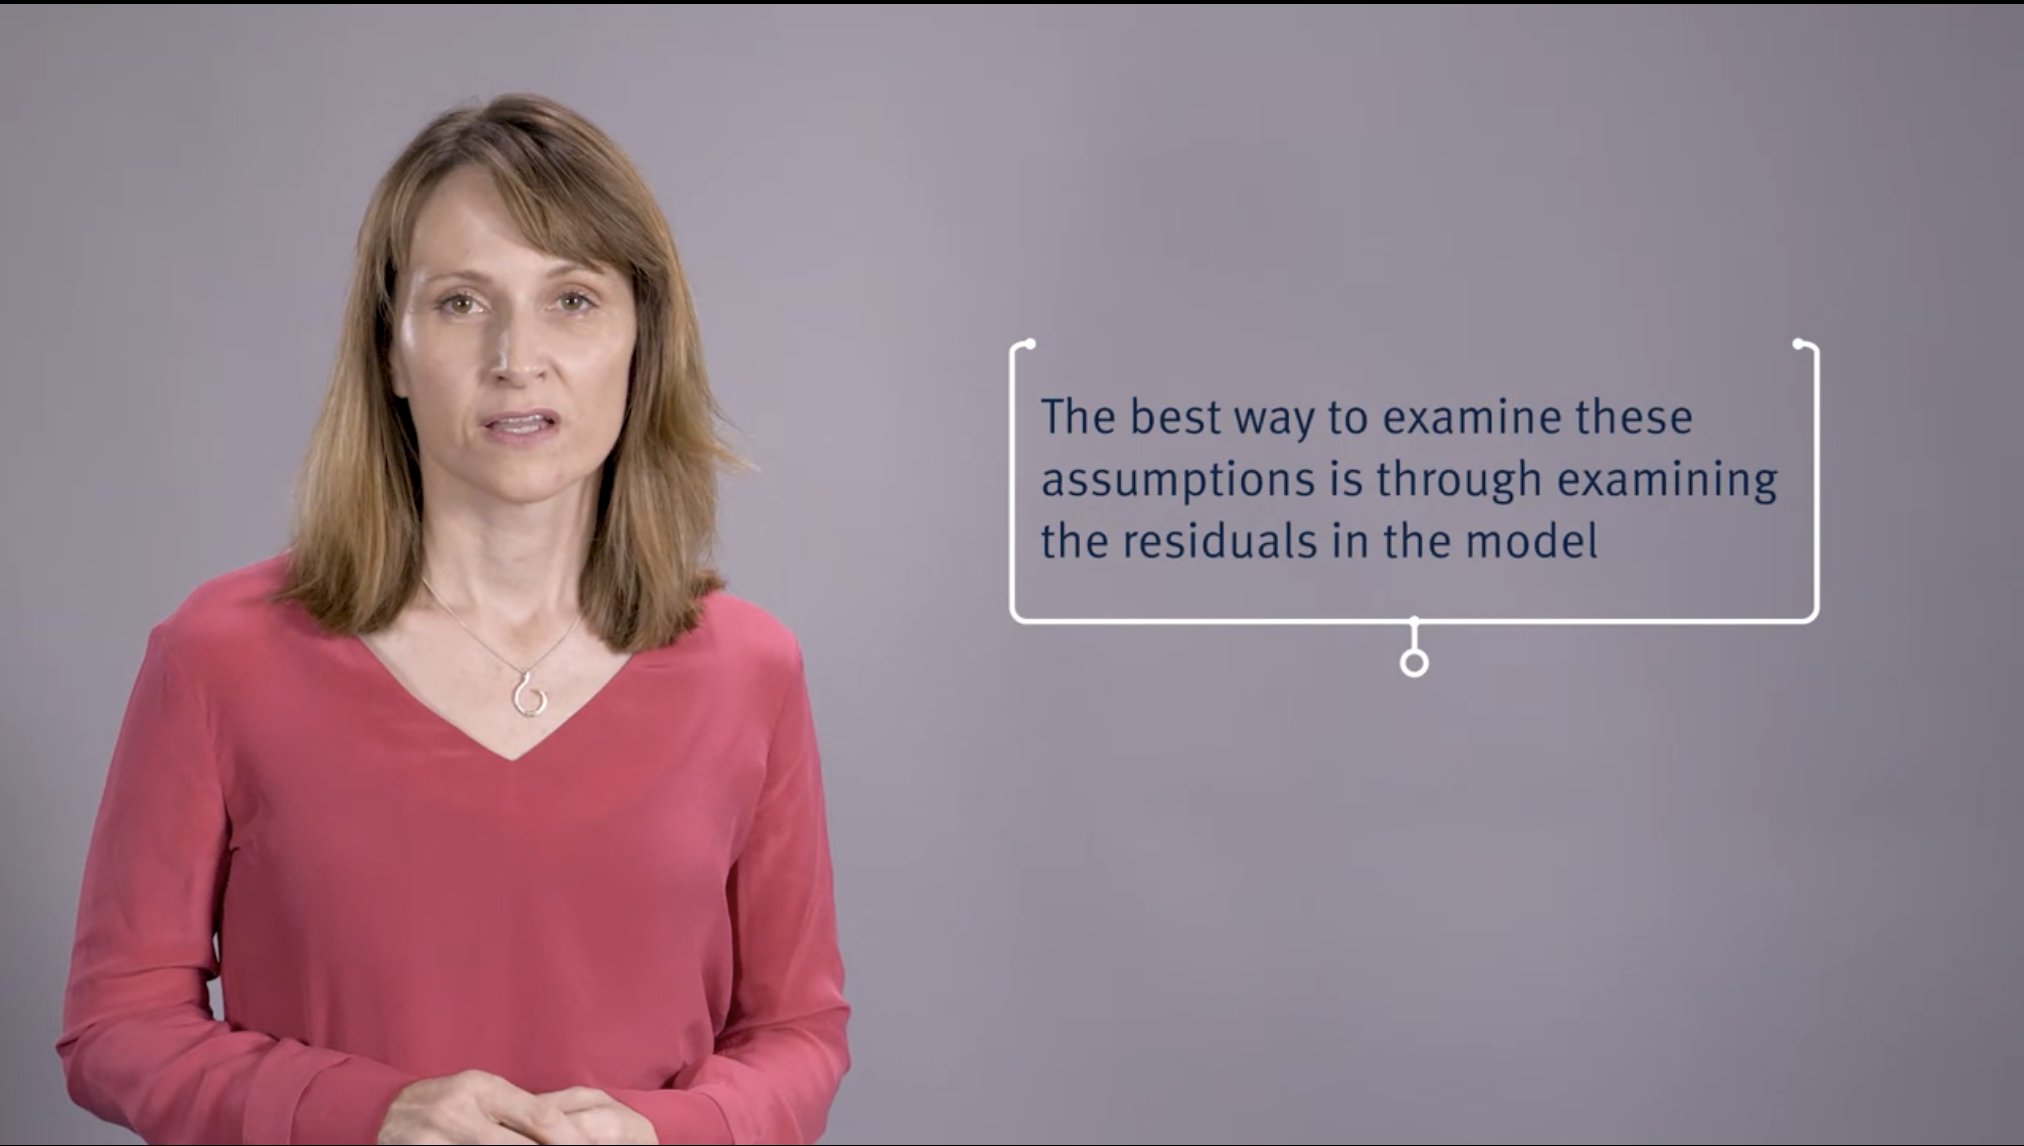 The best way to examine these
assumptions is through examining
the residuals in the model